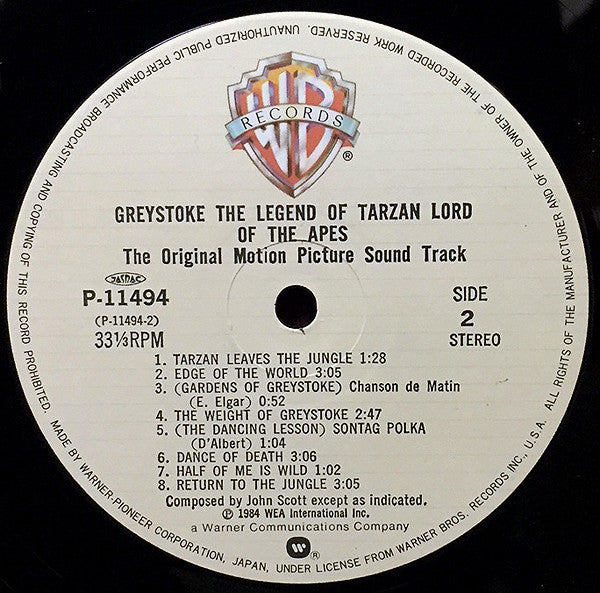 ALL RIGHTS OF THE MANUFACTURER AND OF THE OWNER OF THE RECORDED WORK RESERVED. UNAUTHORIZED PUBLIC PERFORMANCE BROADCASTING AND COPYING OF THIS RECORD PROHIBITED.
WB
RECORDS
®
GREYSTOKE THE LEGEND OF TARZAN LORD
OF THE APES
The Original Motion Picture Sound Track
JASRAC
P-11494
(P-11494-2)
33⅓RPM
SIDE
2
STEREO
1. TARZAN LEAVES THE JUNGLE 1:28
2. EDGE OF THE WORLD 3:05
3. (GARDENS OF GREYSTOKE) Chanson de Matin
(E. Elgar) 0:52
4. THE WEIGHT OF GREYSTOKE 2:47
5. (THE DANCING LESSON) SONTAG POLKA
(D'Albert) 1:04
6. DANCE OF DEATH 3:06
7. HALF OF ME IS WILD 1:02
8. RETURN TO THE JUNGLE 3:05
Composed by John Scott except as indicated.
℗ 1984 WEA International Inc.
a Warner Communications Company
®
MADE BY WARNER-PIONEER CORPORATION, JAPAN, UNDER LICENSE FROM WARNER BROS. RECORDS INC., U.S.A.